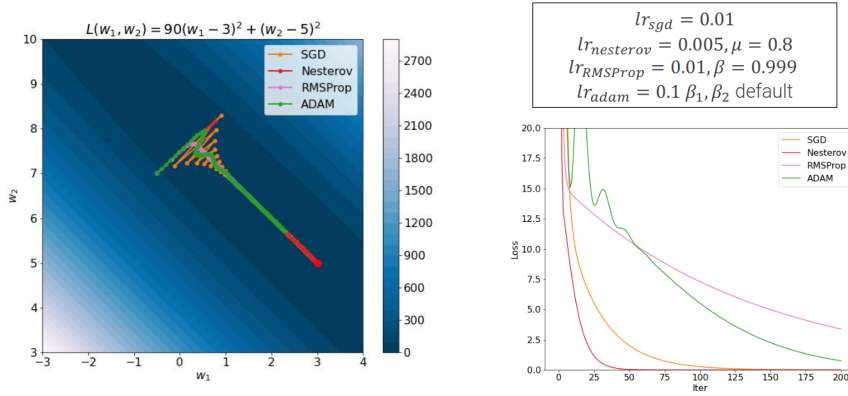 L(w₁, w₂) = 90(w₁ − 3)² + (w₂ − 5)²
SGD
Nesterov
RMSProp
ADAM
10
9
8
7
6
5
4
3
w₂
−3
−2
−1
0
1
2
3
4
w₁
2700
2400
2100
1800
1500
1200
900
600
300
0
lr_sgd = 0.01
lr_nesterov = 0.005, μ = 0.8
lr_RMSProp = 0.01, β = 0.999
lr_adam = 0.1 β₁, β₂ default
SGD
Nesterov
RMSProp
ADAM
20.0
17.5
15.0
12.5
10.0
7.5
5.0
2.5
0.0
Loss
0
25
50
75
100
125
150
175
200
Iter